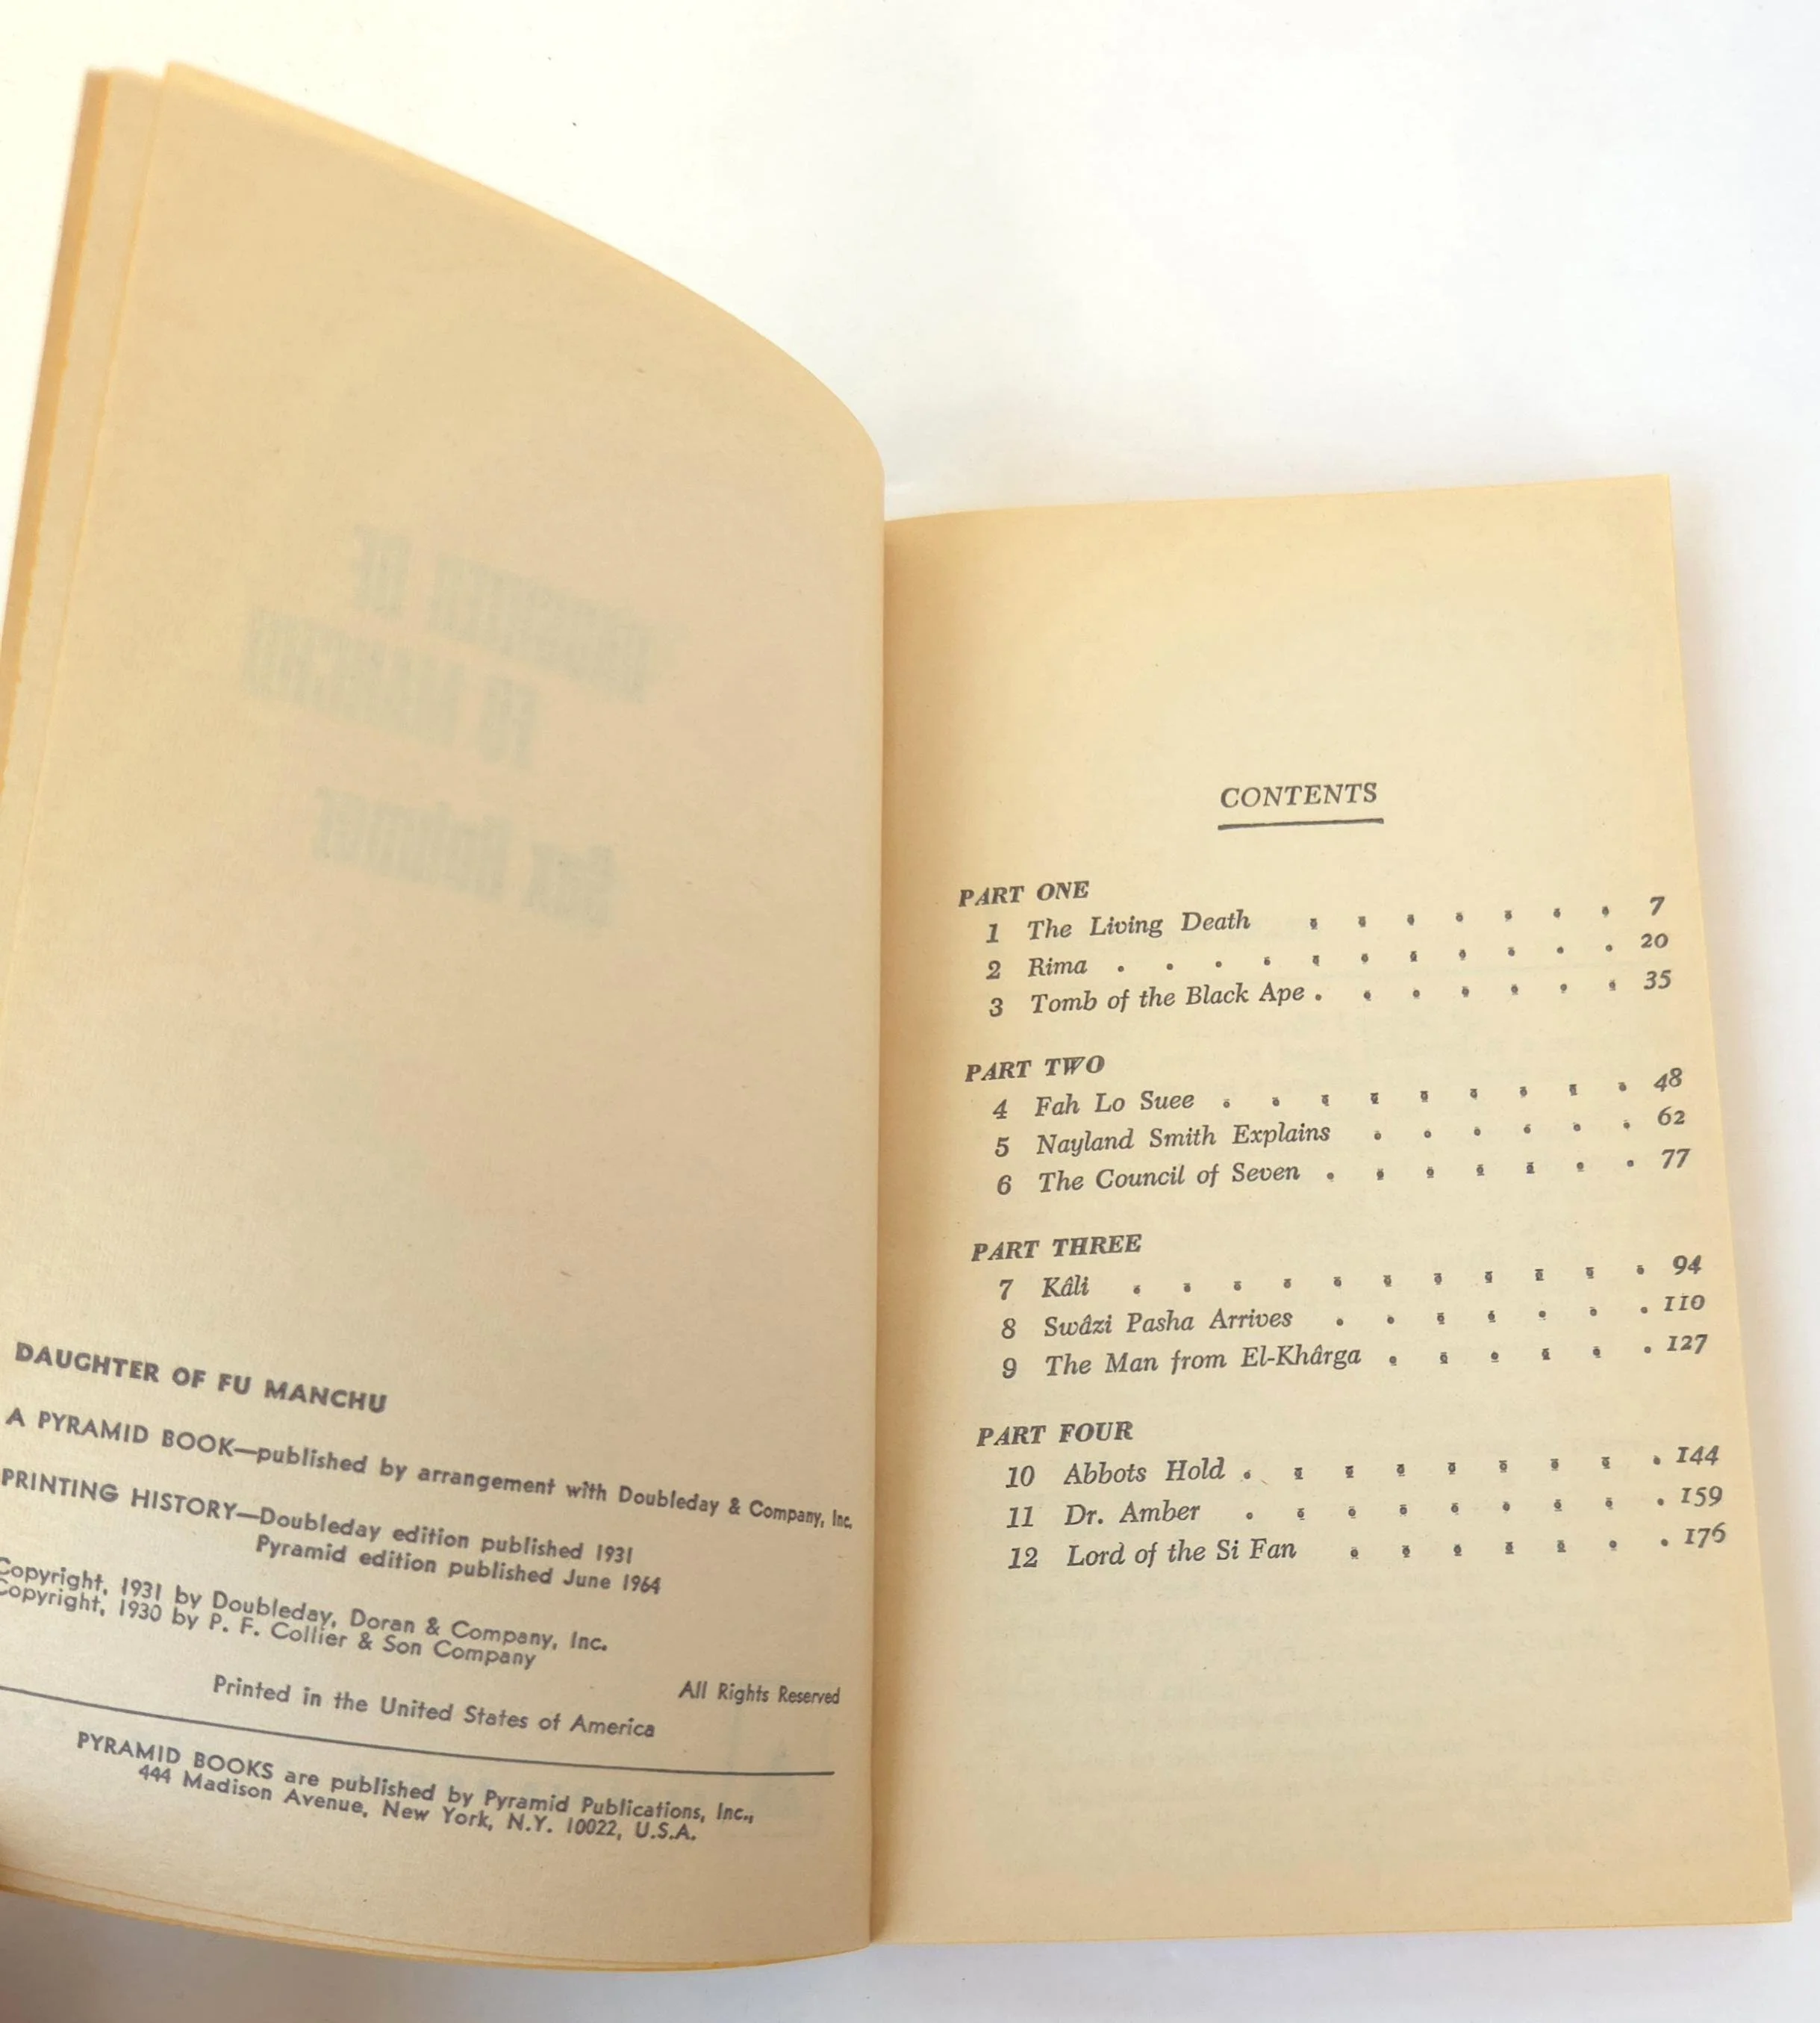 DAUGHTER OF FU MANCHU
A PYRAMID BOOK—published by arrangement with Doubleday & Company, Inc.
PRINTING HISTORY—Doubleday edition published 1931
Pyramid edition published June 1964
Copyright, 1931 by Doubleday, Doran & Company, Inc.
Copyright, 1930 by P. F. Collier & Son Company
All Rights Reserved
Printed in the United States of America
PYRAMID BOOKS are published by Pyramid Publications, Inc.,
444 Madison Avenue, New York, N.Y. 10022, U.S.A.
CONTENTS
PART ONE
1 The Living Death . . . . . . . 7
2 Rima . . . . . . . . . . . 20
3 Tomb of the Black Ape . . . . . . . 35
PART TWO
4 Fah Lo Suee . . . . . . . . . 48
5 Nayland Smith Explains . . . . . . 62
6 The Council of Seven . . . . . . . 77
PART THREE
7 Kâli . . . . . . . . . . . 94
8 Swâzi Pasha Arrives . . . . . . . 110
9 The Man from El-Khârga . . . . . . 127
PART FOUR
10 Abbots Hold . . . . . . . . . 144
11 Dr. Amber . . . . . . . . . 159
12 Lord of the Si Fan . . . . . . . 176